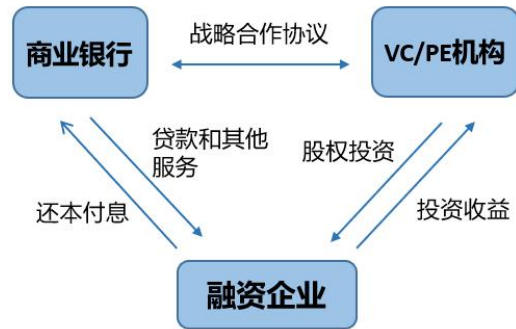 商业银行
战略合作协议
VC/PE机构
贷款和其他
服务
股权投资
还本付息
投资收益
融资企业